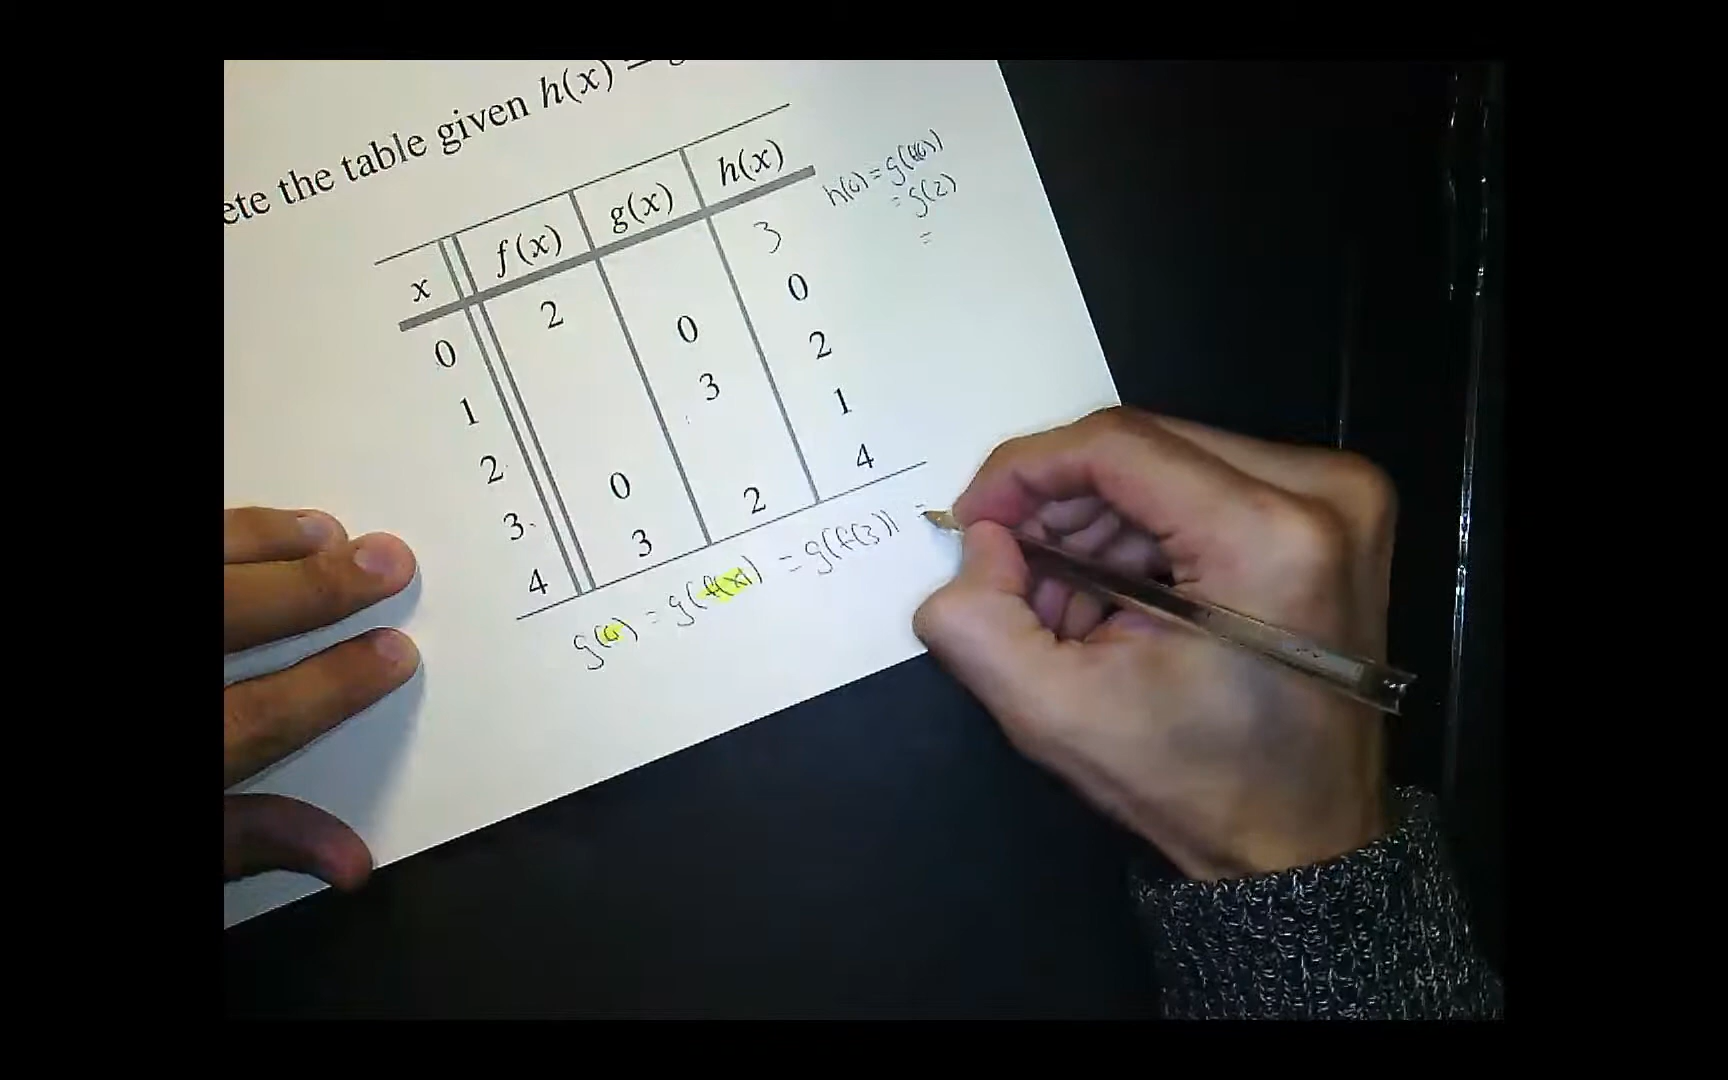 ete the table given h(x) =
x f(x) g(x) h(x)
0 2 3
1 0 0
2 3 2
3 0 1
4 3 2 4
h(0) = g(f(0))
= g(2)
=
g(0) = g(f(x)) = g(f(3)) =